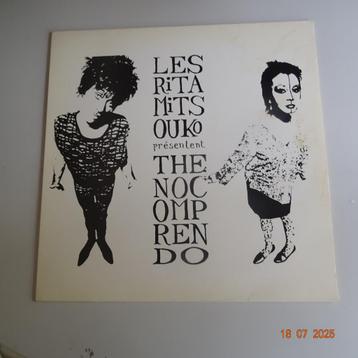 LES
RiTA
MiTS
OUKO
présentent
THE
NOC
OMP
REN
DO
18 07 2025